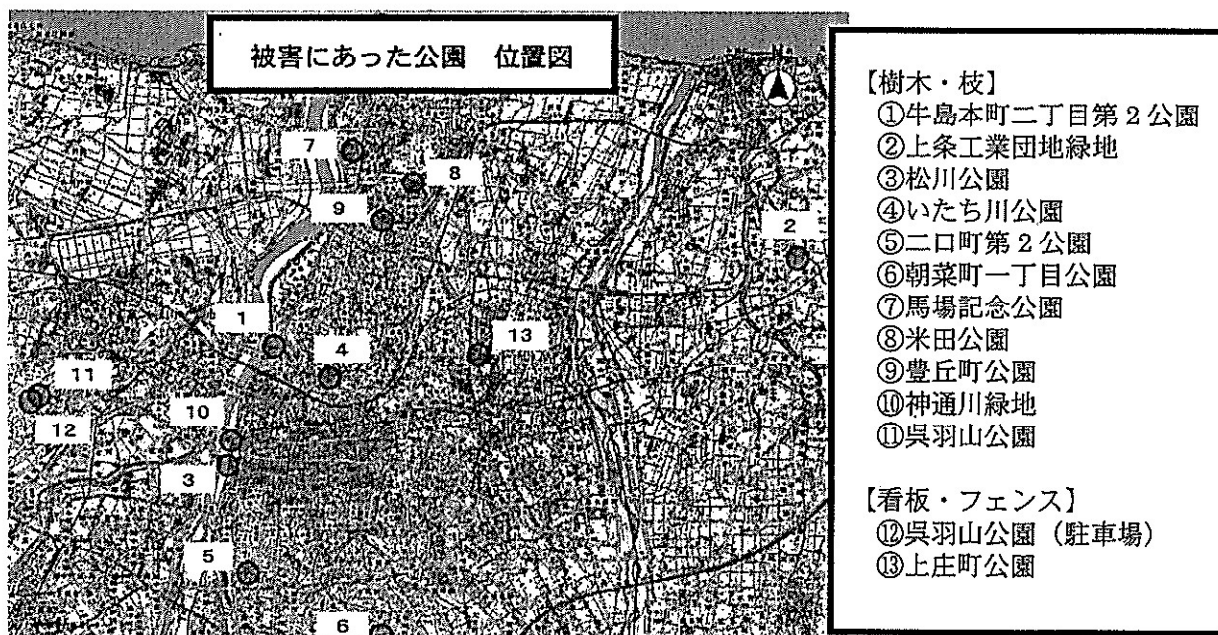 被害にあった公園 位置図
N
7
8
9
2
1
4
13
11
10
12
3
5
6
【樹木・枝】
①牛島本町二丁目第２公園
②上条工業団地緑地
③松川公園
④いたち川公園
⑤二口町第２公園
⑥朝菜町一丁目公園
⑦馬場記念公園
⑧米田公園
⑨豊丘町公園
⑩神通川緑地
⑪呉羽山公園
【看板・フェンス】
⑫呉羽山公園（駐車場）
⑬上庄町公園